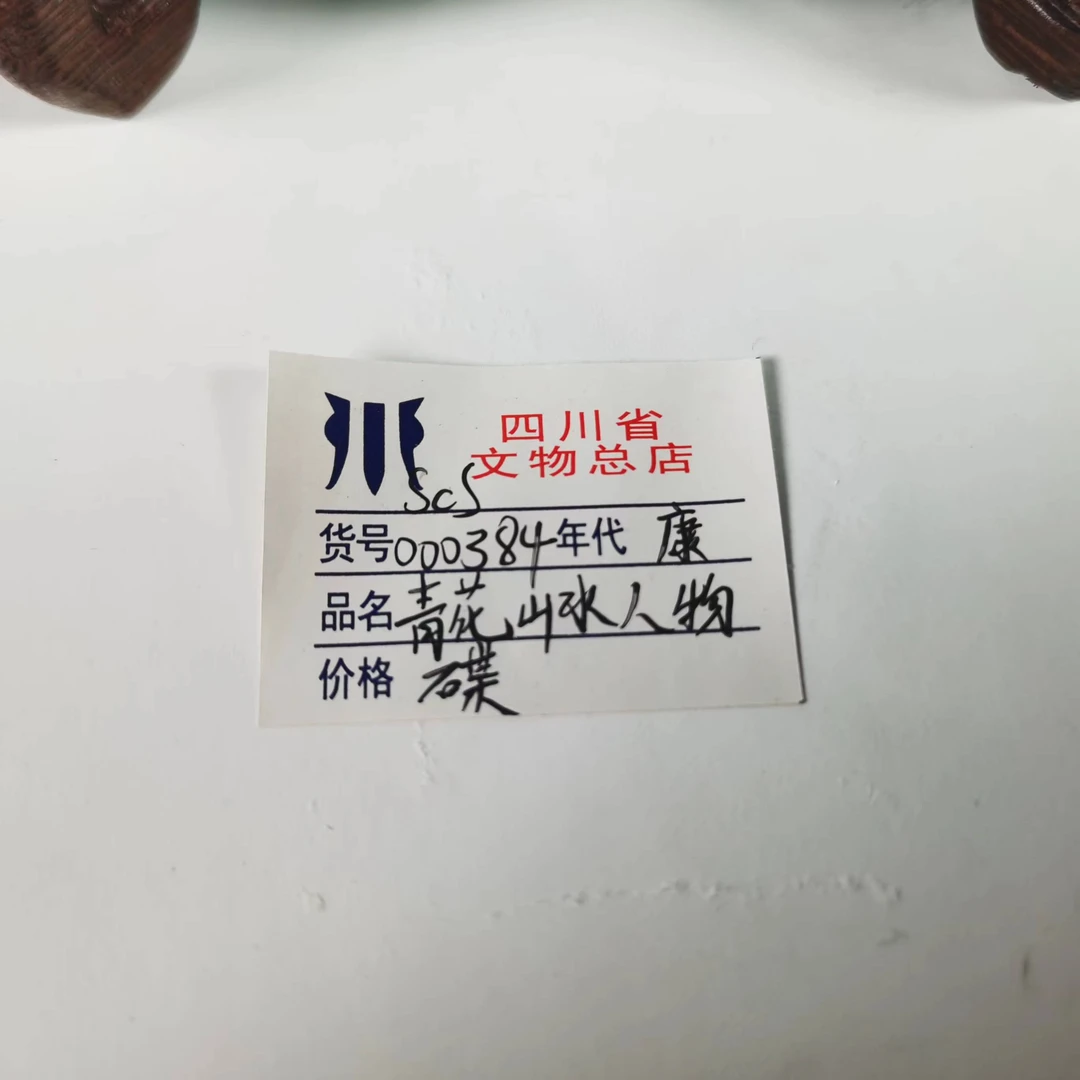 四川省
文物总店
ScS
货号000384年代 康
品名青花山水人物
价格 碟